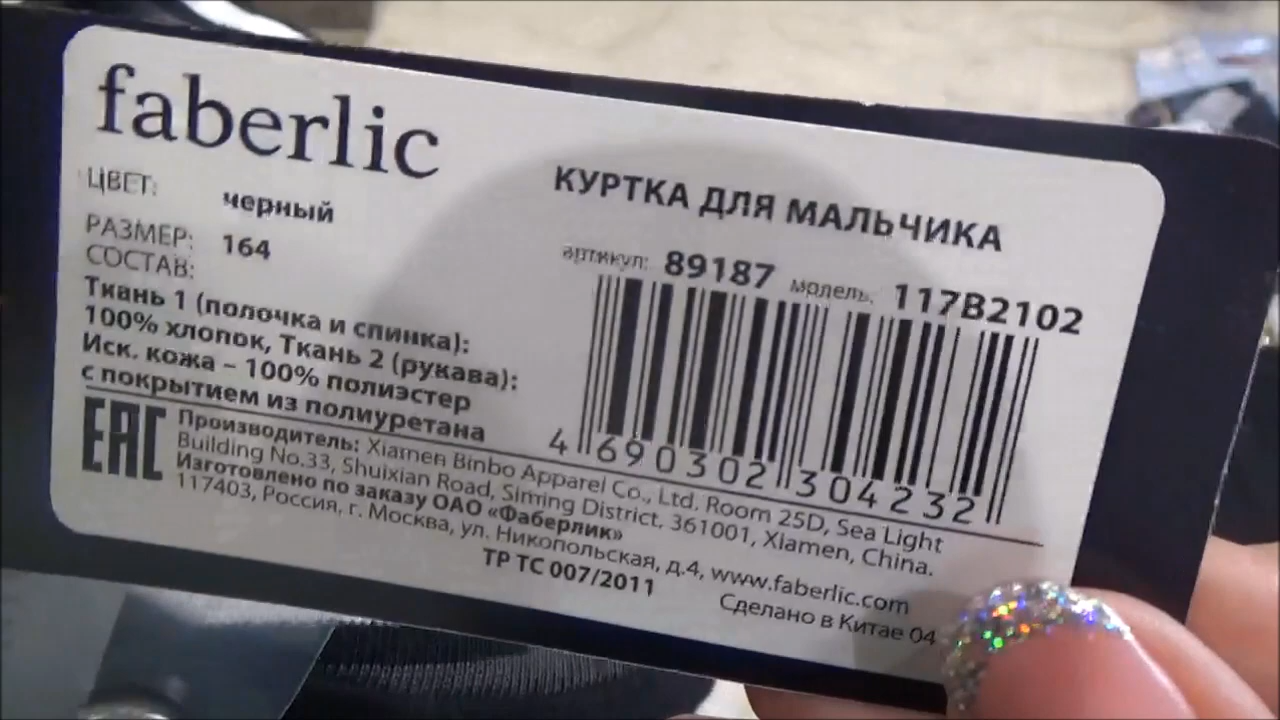 faberlic
КУРТКА ДЛЯ МАЛЬЧИКА
ЦВЕТ: черный
РАЗМЕР: 164
СОСТАВ:
Ткань 1 (полочка и спинка):
100% хлопок, Ткань 2 (рукава):
Иск. кожа – 100% полиэстер
с покрытием из полиуретана
артикул: 89187 модель: 117B2102
4 690302 304232
EAC
Производитель: Xiamen Binbo Apparel Co., Ltd. Room 25D, Sea Light
Building No.33, Shuixian Road, Siming District, 361001, Xiamen, China.
Изготовлено по заказу ОАО «Фаберлик»
117403, Россия, г. Москва, ул. Никопольская, д.4, www.faberlic.com
ТР ТС 007/2011
Сделано в Китае 04